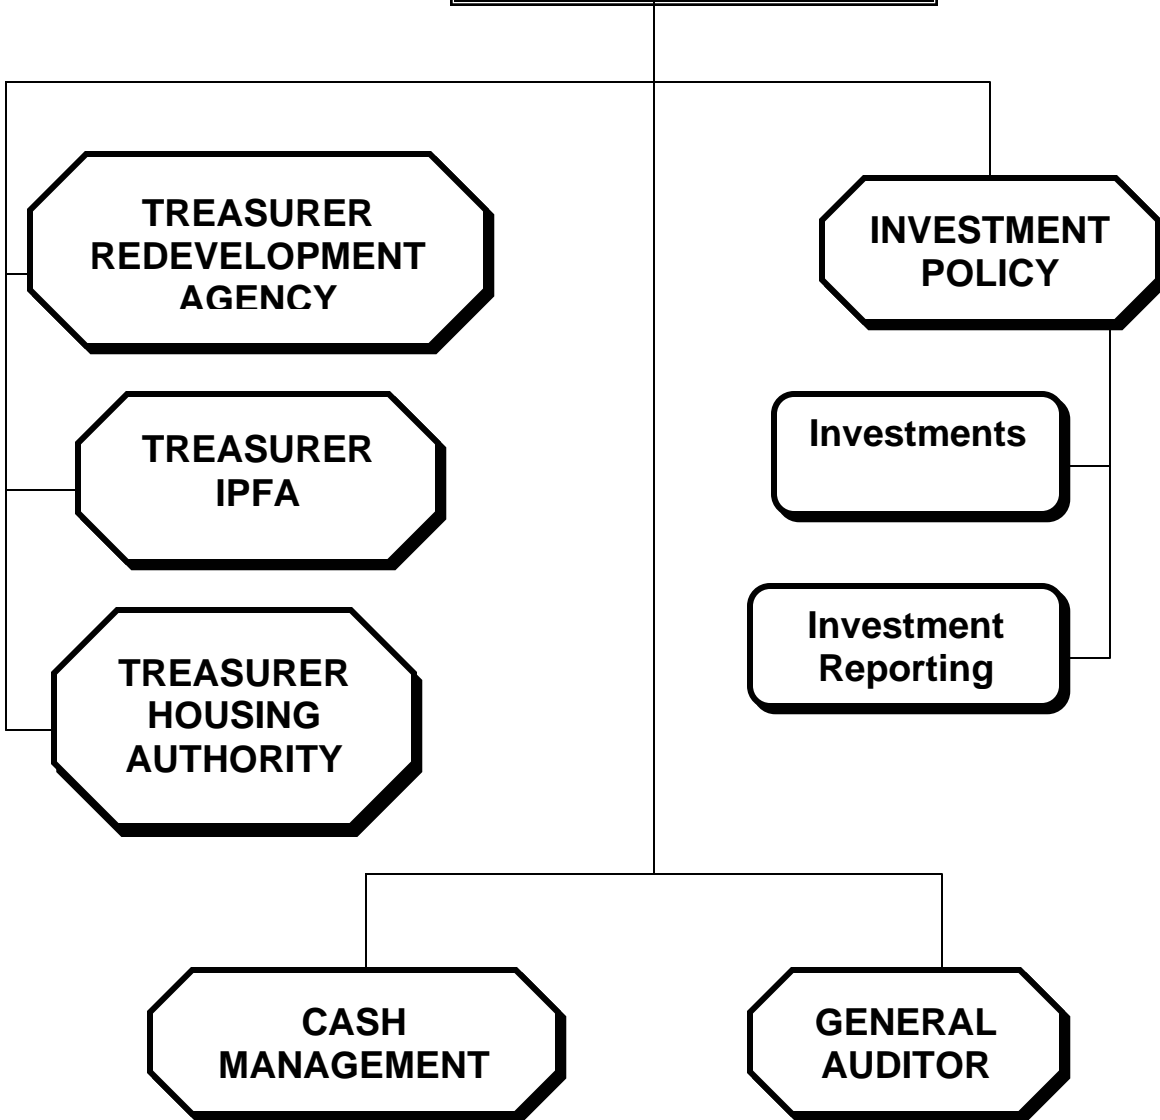 TREASURER
REDEVELOPMENT
AGENCY
INVESTMENT
POLICY
TREASURER
IPFA
Investments
Investment
Reporting
TREASURER
HOUSING
AUTHORITY
CASH
MANAGEMENT
GENERAL
AUDITOR